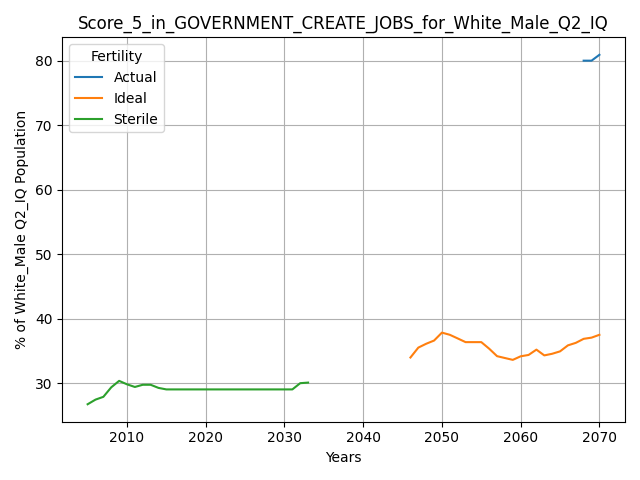 Score_5_in_GOVERNMENT_CREATE_JOBS_for_White_Male_Q2_IQ
Fertility
Actual
Ideal
Sterile
% of White_Male Q2_IQ Population
80
70
60
50
40
30
2010 2020 2030 2040 2050 2060 2070
Years